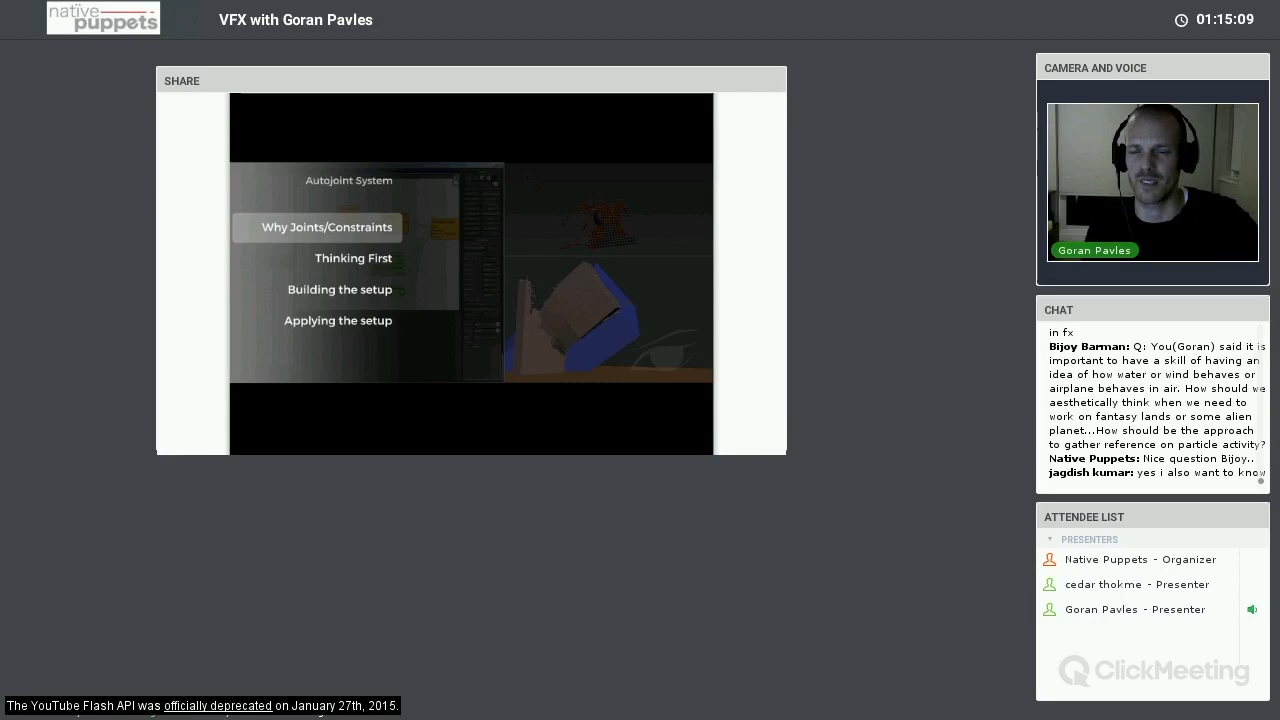 native
puppets
VFX with Goran Pavles
01:15:09
SHARE
Autojoint System
Why Joints/Constraints
Thinking First
Building the setup
Applying the setup
CAMERA AND VOICE
Goran Pavles
CHAT
in fx
Bijoy Barman: Q: You(Goran) said it is
important to have a skill of having an
idea of how water or wind behaves or
airplane behaves in air. How should we
aesthetically think when we need to
work on fantasy lands or some alien
planet...How should be the approach
to gather reference on particle activity?
Native Puppets: Nice question Bijoy..
jagdish kumar: yes i also want to know
ATTENDEE LIST
PRESENTERS
Native Puppets - Organizer
cedar thokme - Presenter
Goran Pavles - Presenter
ClickMeeting
The YouTube Flash API was officially deprecated on January 27th, 2015.